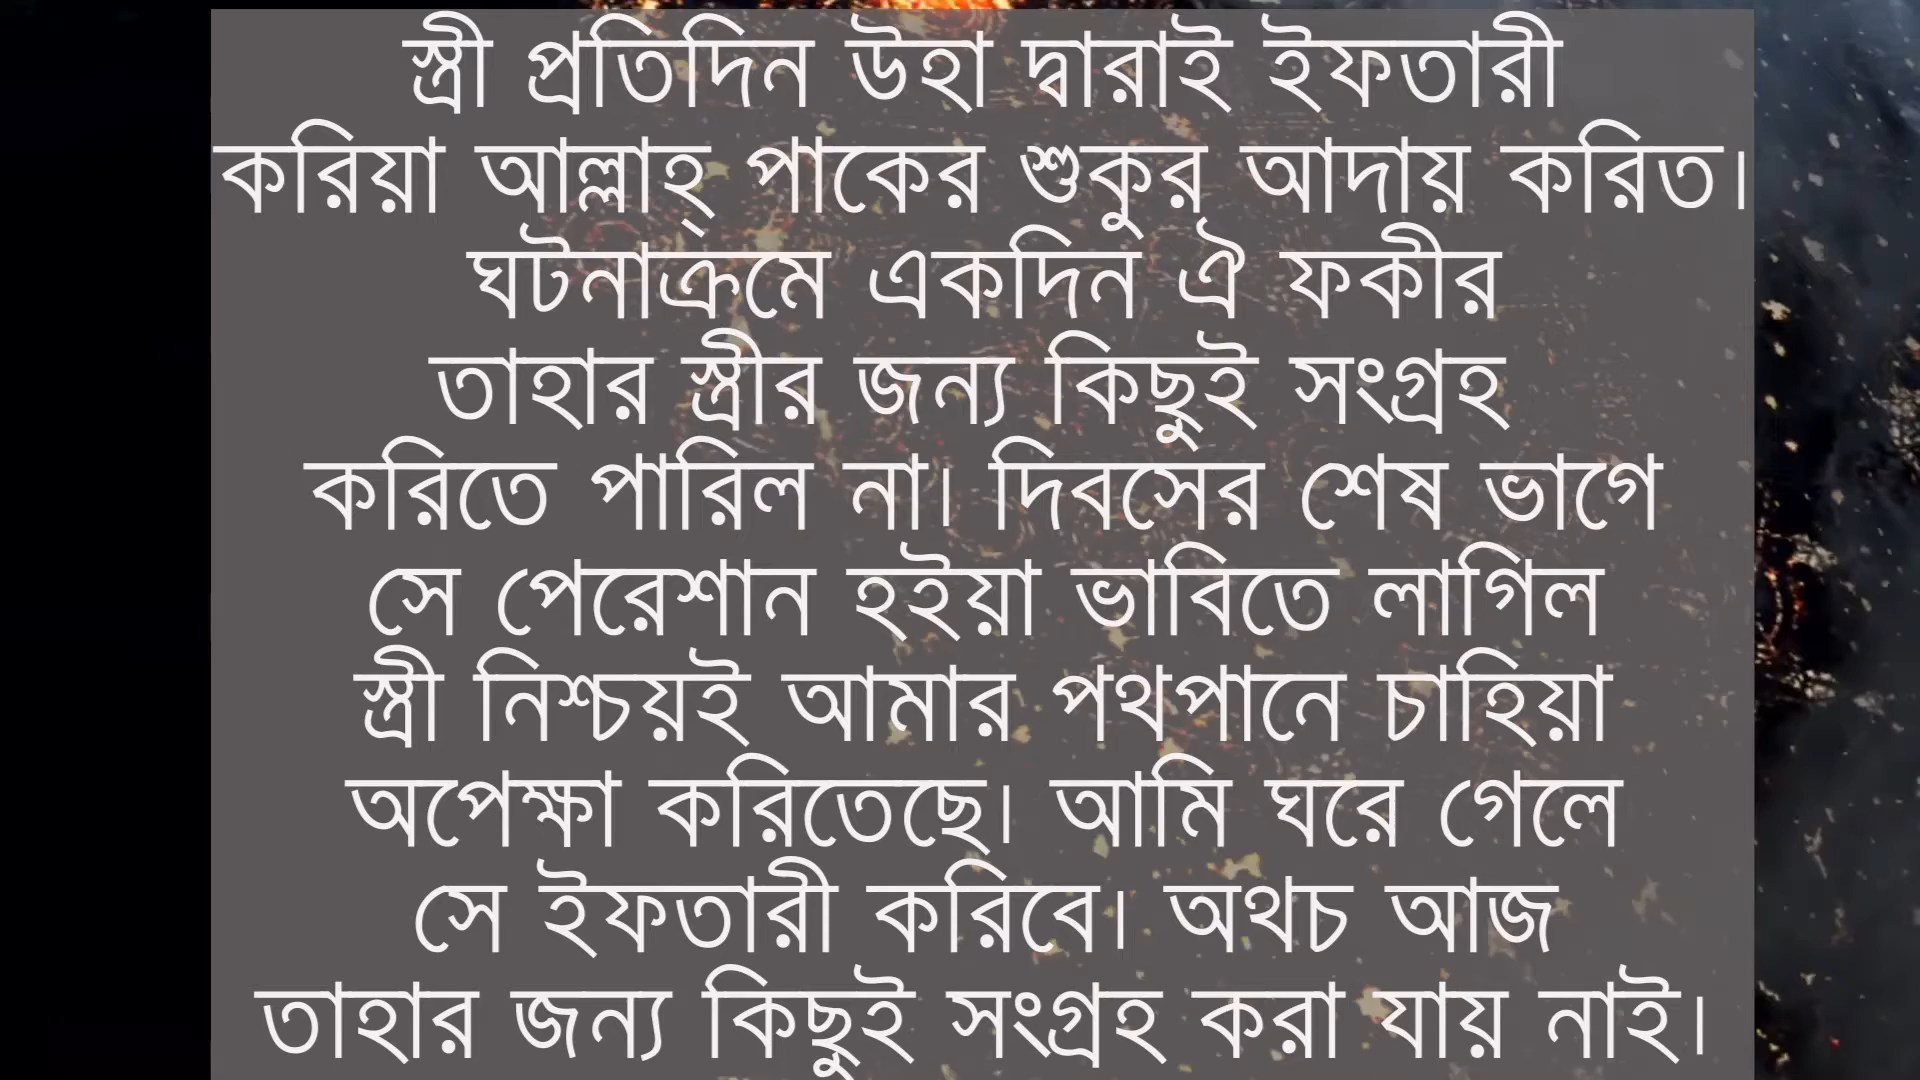 স্ত্রী প্রতিদিন উহা দ্বারাই ইফতারী
করিয়া আল্লাহ্ পাকের শুকুর আদায় করিত।
ঘটনাক্রমে একদিন ঐ ফকীর
তাহার স্ত্রীর জন্য কিছুই সংগ্রহ
করিতে পারিল না। দিবসের শেষ ভাগে
সে পেরেশান হইয়া ভাবিতে লাগিল
স্ত্রী নিশ্চয়ই আমার পথপানে চাহিয়া
অপেক্ষা করিতেছে। আমি ঘরে গেলে
সে ইফতারী করিবে। অথচ আজ
তাহার জন্য কিছুই সংগ্রহ করা যায় নাই।